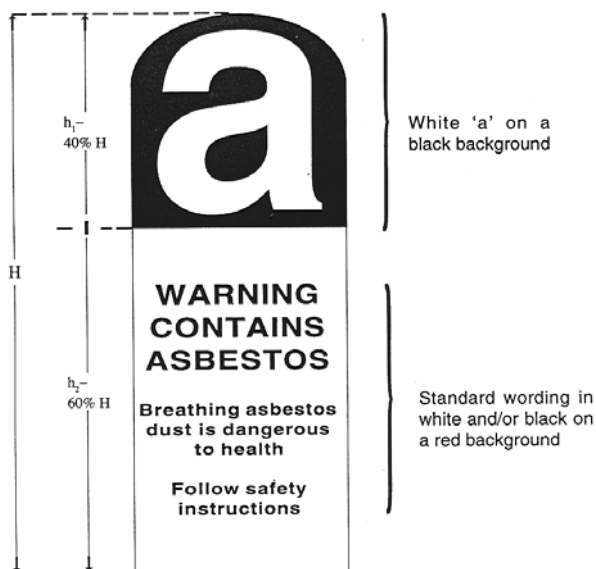 a
h₁–
40% H
White 'a' on a
black background
H
WARNING
CONTAINS
ASBESTOS
h₂–
60% H
Breathing asbestos
dust is dangerous
to health
Follow safety
instructions
Standard wording in
white and/or black on
a red background